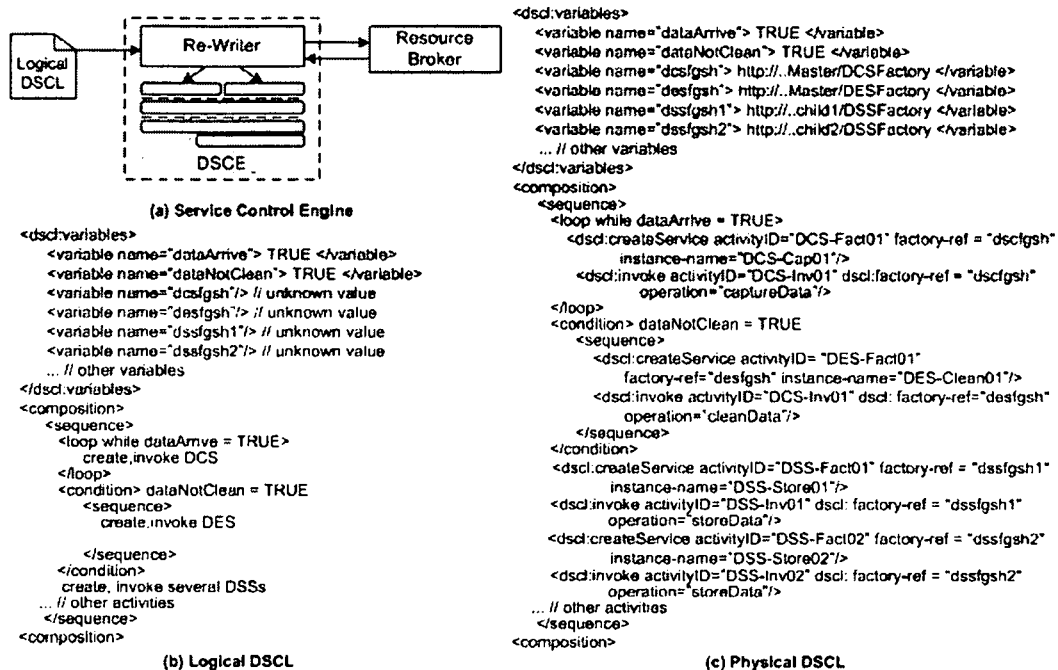 Logical
DSCL
Re-Writer
Resource
Broker
DSCE
(a) Service Control Engine
<dscl:variables>
<variable name="dataArrive"> TRUE </variable>
<variable name="dataNotClean"> TRUE </variable>
<variable name="dcsfgsh"/> // unknown value
<variable name="desfgsh"/> // unknown value
<variable name="dssfgsh1"/> // unknown value
<variable name="dssfgsh2"/> // unknown value
... // other variables
</dscl:variables>
<composition>
<sequence>
<loop while dataArrive = TRUE>
create,invoke DCS
</loop>
<condition> dataNotClean = TRUE
<sequence>
create,invoke DES
</sequence>
</condition>
create, invoke several DSSs
... // other activities
</sequence>
<composition>
(b) Logical DSCL
<dscl:variables>
<variable name="dataArrive"> TRUE </variable>
<variable name="dataNotClean"> TRUE </variable>
<variable name="dcsfgsh"> http://..Master/DCSFactory </variable>
<variable name="desfgsh"> http://..Master/DESFactory </variable>
<variable name="dssfgsh1"> http://..child1/DSSFactory </variable>
<variable name="dssfgsh2"> http://..child2/DSSFactory </variable>
... // other variables
</dscl:variables>
<composition>
<sequence>
<loop while dataArrive = TRUE>
<dscl:createService activityID="DCS-Fact01" factory-ref = "dscfgsh"
instance-name="DCS-Cap01"/>
<dscl:invoke activityID="DCS-Inv01" dscl:factory-ref = "dscfgsh"
operation="captureData"/>
</loop>
<condition> dataNotClean = TRUE
<sequence>
<dscl:createService activityID= "DES-Fact01"
factory-ref="desfgsh" instance-name="DES-Clean01"/>
<dscl:invoke activityID="DCS-Inv01" dscl: factory-ref="desfgsh"
operation="cleanData"/>
</sequence>
</condition>
<dscl:createService activityID="DSS-Fact01" factory-ref = "dssfgsh1"
instance-name="DSS-Store01"/>
<dscl:invoke activityID="DSS-Inv01" dscl: factory-ref = "dssfgsh1"
operation="storeData"/>
<dscl:createService activityID="DSS-Fact02" factory-ref = "dssfgsh2"
instance-name="DSS-Store02"/>
<dscl:invoke activityID="DSS-Inv02" dscl: factory-ref = "dssfgsh2"
operation="storeData"/>
... // other activities
</sequence>
<composition>
(c) Physical DSCL